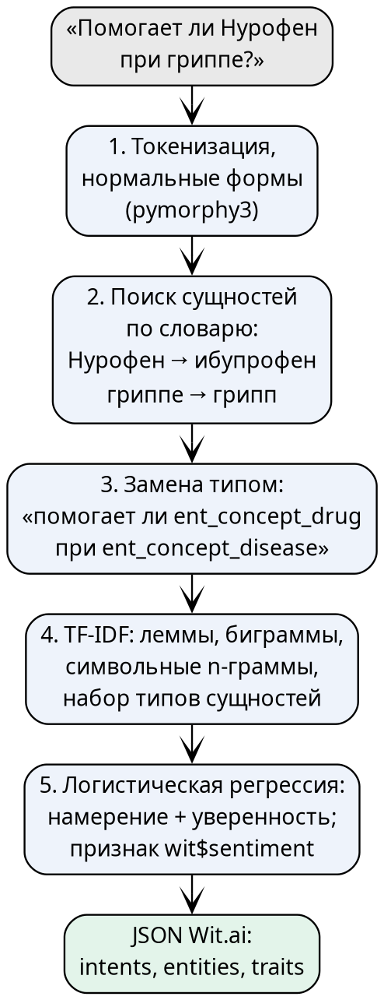 «Помогает ли Нурофен
при гриппе?»
1. Токенизация,
нормальные формы
(pymorphy3)
2. Поиск сущностей
по словарю:
Нурофен → ибупрофен
гриппе → грипп
3. Замена типом:
«помогает ли ent_concept_drug
при ent_concept_disease»
4. TF-IDF: леммы, биграммы,
символьные n-граммы,
набор типов сущностей
5. Логистическая регрессия:
намерение + уверенность;
признак wit$sentiment
JSON Wit.ai:
intents, entities, traits